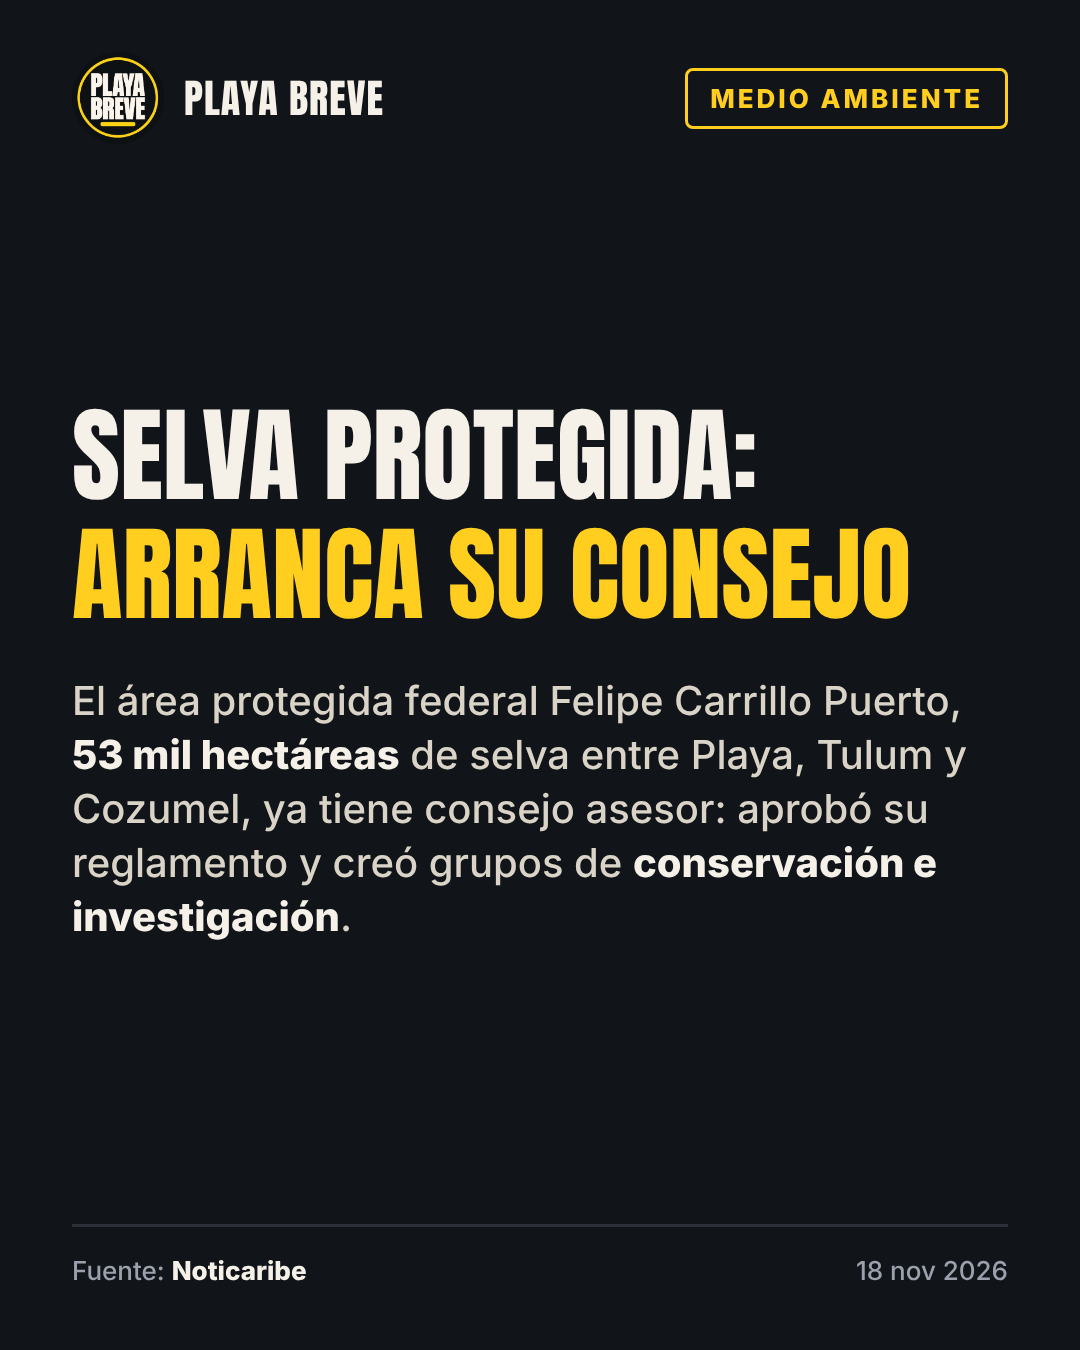 PLAYA
BREVE
PLAYA BREVE
MEDIO AMBIENTE
SELVA PROTEGIDA:
ARRANCA SU CONSEJO
El área protegida federal Felipe Carrillo Puerto,
53 mil hectáreas de selva entre Playa, Tulum y
Cozumel, ya tiene consejo asesor: aprobó su
reglamento y creó grupos de conservación e
investigación.
Fuente: Noticaribe
18 nov 2026